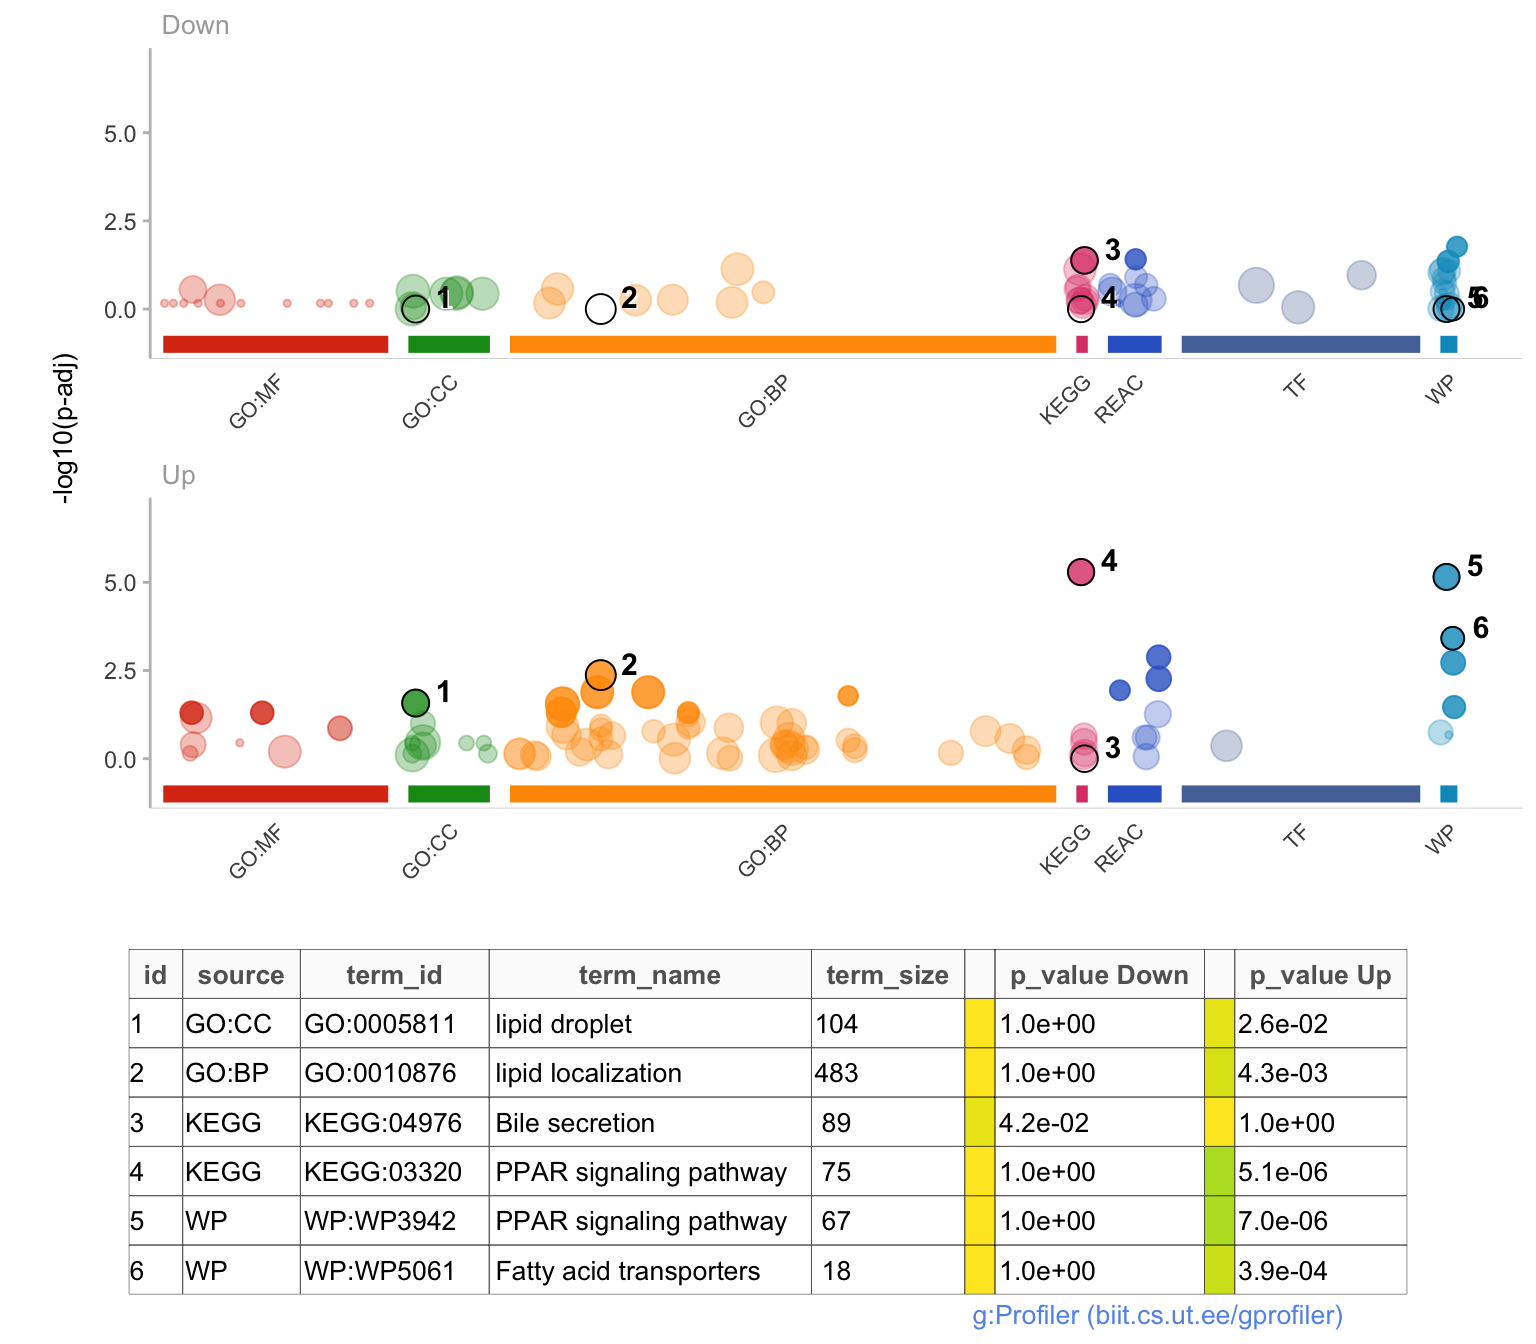 Down
5.0
2.5
0.0
1
2
3
4
5
6
GO:MF
GO:CC
GO:BP
KEGG
REAC
TF
WP
-log10(p-adj)
Up
5.0
2.5
0.0
1
2
3
4
5
6
GO:MF
GO:CC
GO:BP
KEGG
REAC
TF
WP
id source term_id term_name term_size p_value Down p_value Up
1 GO:CC GO:0005811 lipid droplet 104 1.0e+00 2.6e-02
2 GO:BP GO:0010876 lipid localization 483 1.0e+00 4.3e-03
3 KEGG KEGG:04976 Bile secretion 89 4.2e-02 1.0e+00
4 KEGG KEGG:03320 PPAR signaling pathway 75 1.0e+00 5.1e-06
5 WP WP:WP3942 PPAR signaling pathway 67 1.0e+00 7.0e-06
6 WP WP:WP5061 Fatty acid transporters 18 1.0e+00 3.9e-04
g:Profiler (biit.cs.ut.ee/gprofiler)